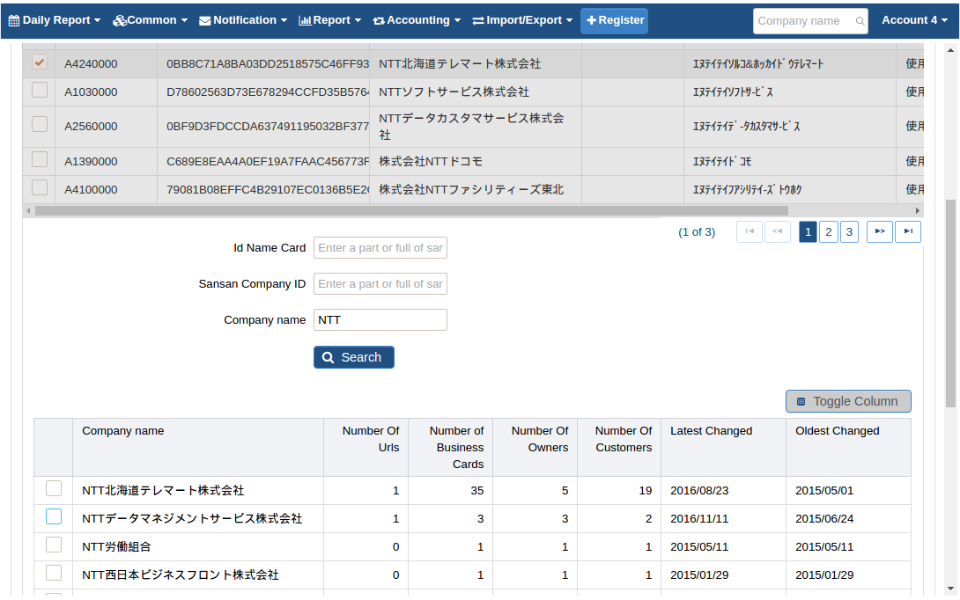 Daily Report Common Notification Report Accounting Import/Export Register Company name Account 4
A4240000 0BB8C71A8BA03DD2518575C46FF93 NTT北海道テレマート株式会社 ｴﾇﾃｲﾃｲｿﾙｺ&ﾎｯｶｲﾄﾞｳﾃﾚﾏｰﾄ 使用
A1030000 D78602563D73E678294CCFD35B576 NTTソフトサービス株式会社 ｴﾇﾃｲﾃｲｿﾌﾄｻｰﾋﾞｽ 使用
A2560000 0BF9D3FDCCDA637491195032BF377 NTTデータカスタマサービス株式会 ｴﾇﾃｲﾃｲﾃﾞｰﾀｶｽﾀﾏｻｰﾋﾞｽ 使用
社
A1390000 C689E8EAA4A0EF19A7FAAC456773F 株式会社NTTドコモ ｴﾇﾃｲﾃｲﾄﾞｺﾓ 使用
A4100000 79081B08EFFC4B29107EC0136B5E2 株式会社NTTファシリティーズ東北 ｴﾇﾃｲﾃｲﾌｱｼﾘﾃｲｰｽﾞﾄｳﾎｸ 使用
(1 of 3) 1 2 3
Id Name Card Enter a part or full of sar
Sansan Company ID Enter a part or full of sar
Company name NTT
Search
Toggle Column
Company name Number Of Urls Number of Business Cards Number Of Owners Number Of Customers Latest Changed Oldest Changed
NTT北海道テレマート株式会社 1 35 5 19 2016/08/23 2015/05/01
NTTデータマネジメントサービス株式会社 1 3 3 2 2016/11/11 2015/06/24
NTT労働組合 0 1 1 1 2015/05/11 2015/05/11
NTT西日本ビジネスフロント株式会社 0 1 1 1 2015/01/29 2015/01/29